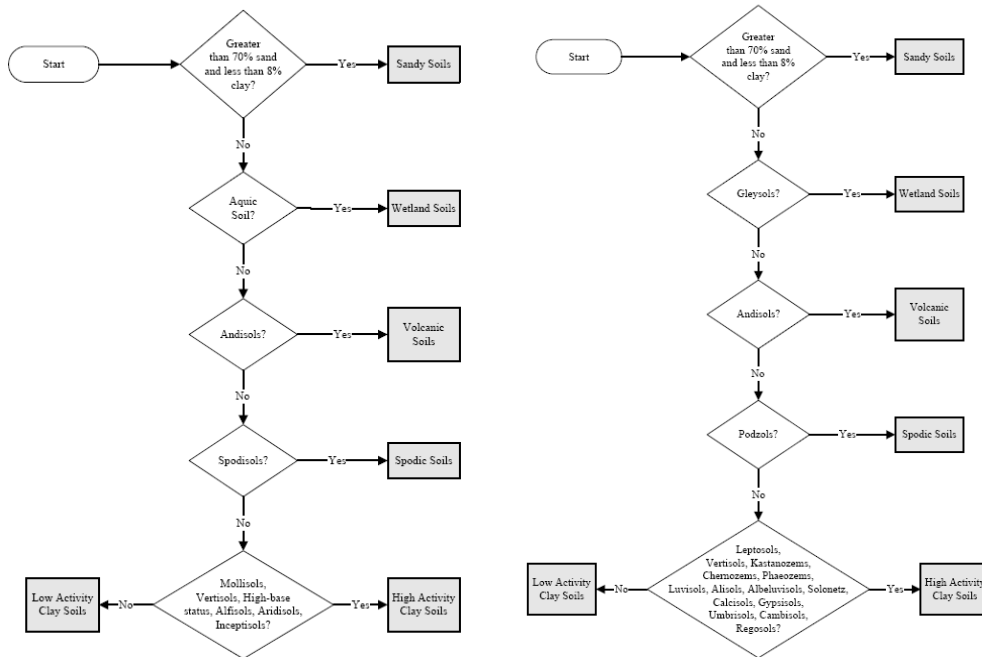 Start
Greater
than 70% sand
and less than 8%
clay?
Yes
Sandy Soils
No
Aquic
Soil?
Yes
Wetland Soils
No
Andisols?
Yes
Volcanic
Soils
No
Spodisols?
Yes
Spodic Soils
No
Mollisols,
Vertisols, High-base
status, Alfisols, Aridisols,
Inceptisols?
No
Low Activity
Clay Soils
Yes
High Activity
Clay Soils
Start
Greater
than 70% sand
and less than 8%
clay?
Yes
Sandy Soils
No
Gleysols?
Yes
Wetland Soils
No
Andisols?
Yes
Volcanic
Soils
No
Podzols?
Yes
Spodic Soils
No
Leptosols,
Vertisols, Kastanozems,
Chernozems, Phaeozems,
Luvisols, Alisols, Albeluvisols, Solonetz,
Calcisols, Gypsisols,
Umbrisols, Cambisols,
Regosols?
No
Low Activity
Clay Soils
Yes
High Activity
Clay Soils